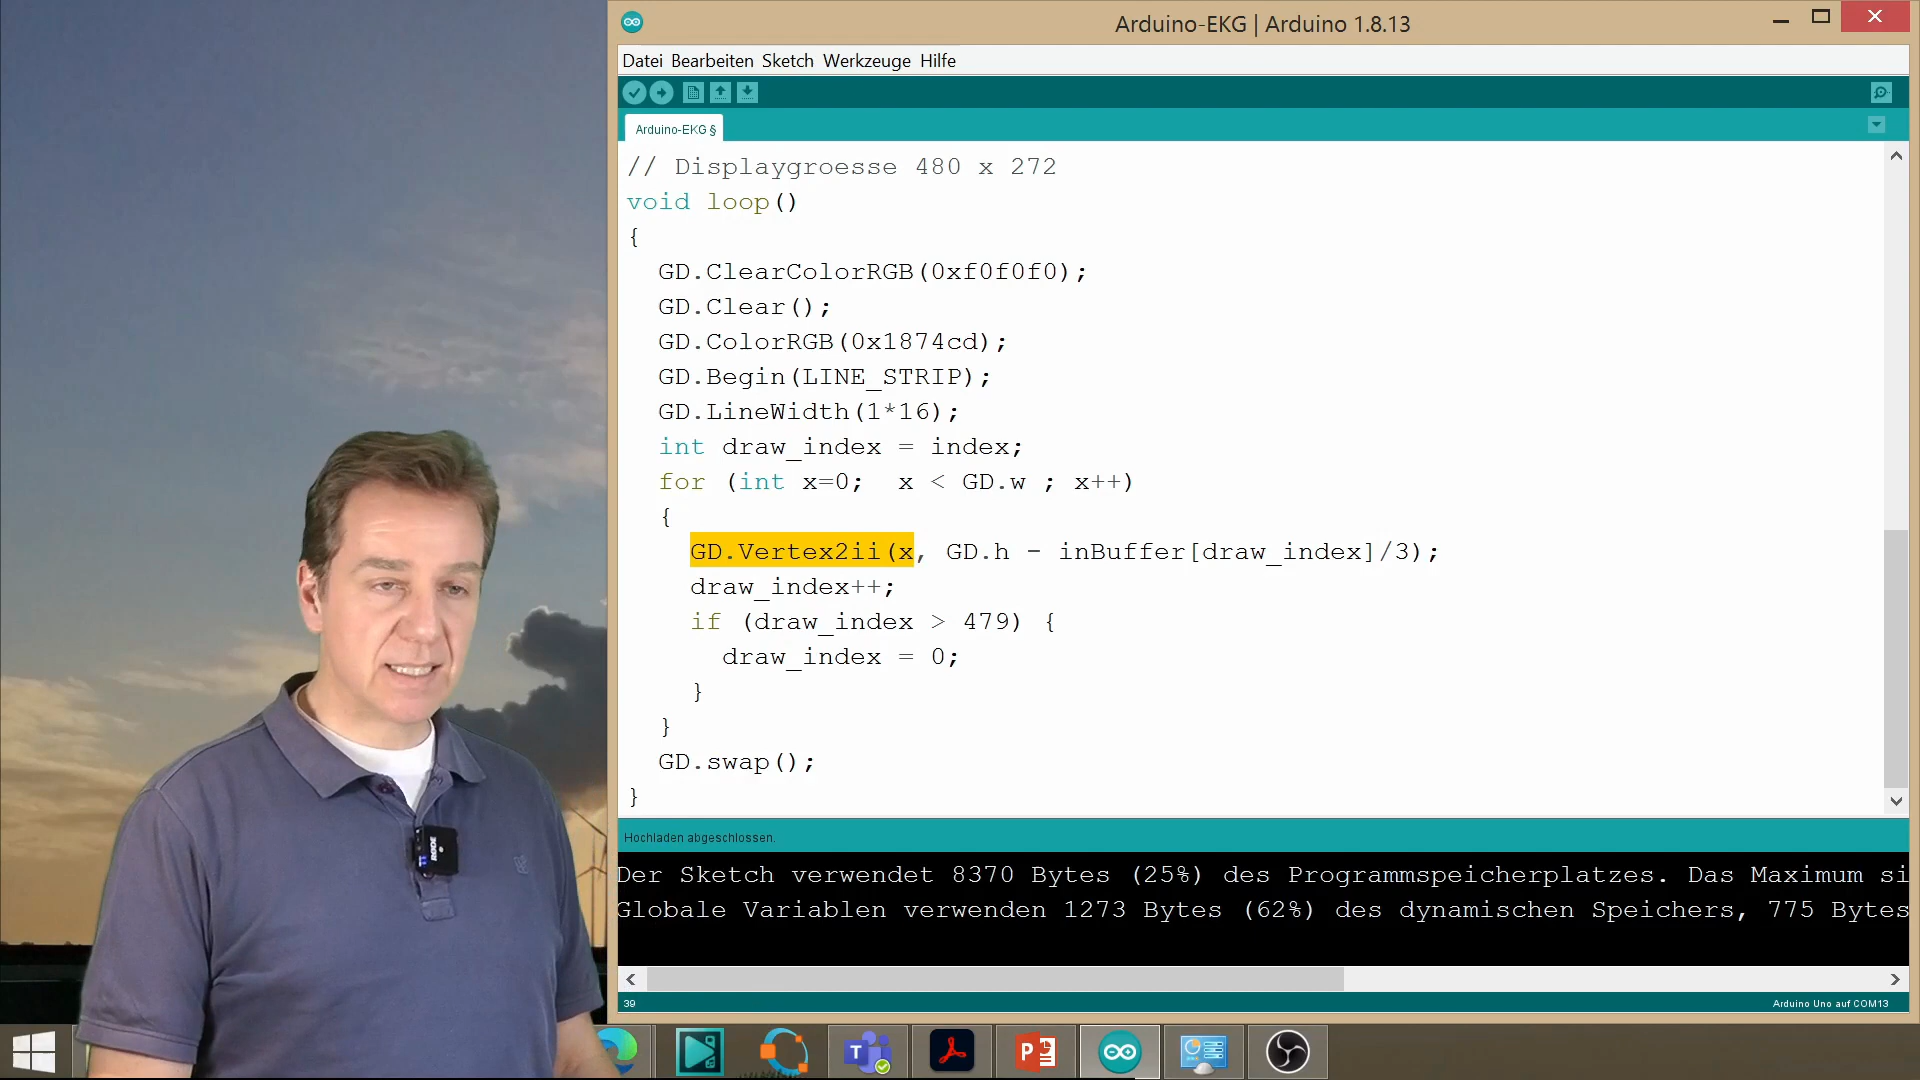 Arduino-EKG | Arduino 1.8.13
Datei Bearbeiten Sketch Werkzeuge Hilfe
Arduino-EKG §
// Displaygroesse 480 x 272
void loop()
{
GD.ClearColorRGB(0xf0f0f0);
GD.Clear();
GD.ColorRGB(0x1874cd);
GD.Begin(LINE_STRIP);
GD.LineWidth(1*16);
int draw_index = index;
for (int x=0;  x < GD.w ; x++)
{
GD.Vertex2ii(x, GD.h - inBuffer[draw_index]/3);
draw_index++;
if (draw_index > 479) {
draw_index = 0;
}
}
GD.swap();
}
Hochladen abgeschlossen.
Der Sketch verwendet 8370 Bytes (25%) des Programmspeicherplatzes. Das Maximum si
Globale Variablen verwenden 1273 Bytes (62%) des dynamischen Speichers, 775 Bytes
39
Arduino Uno auf COM13
RØDE
T
P